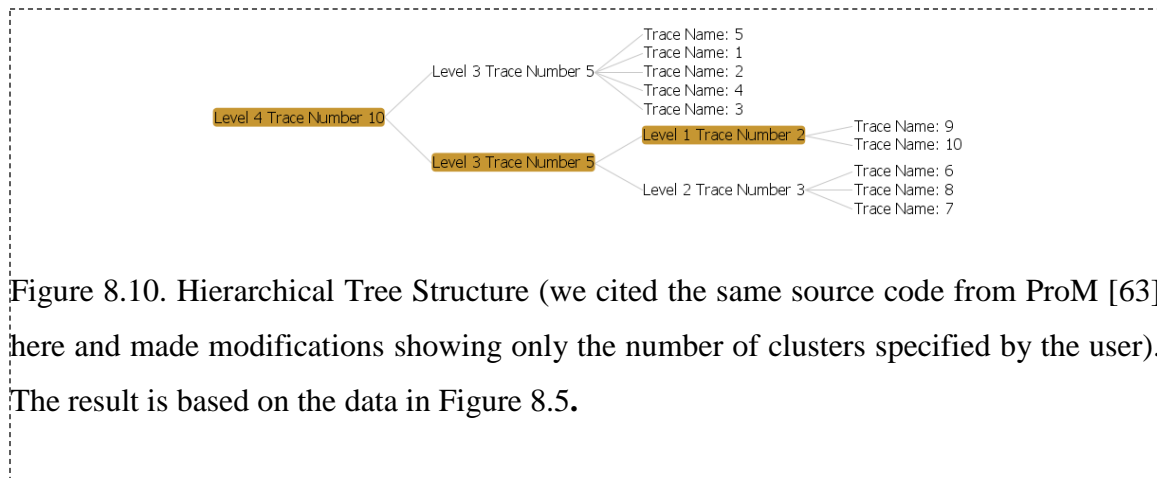 Trace Name: 5
Trace Name: 1
Level 3 Trace Number 5
Trace Name: 2
Trace Name: 4
Trace Name: 3
Level 4 Trace Number 10
Level 1 Trace Number 2
Trace Name: 9
Trace Name: 10
Level 3 Trace Number 5
Level 2 Trace Number 3
Trace Name: 6
Trace Name: 8
Trace Name: 7
Figure 8.10. Hierarchical Tree Structure (we cited the same source code from ProM [63]
here and made modifications showing only the number of clusters specified by the user).
The result is based on the data in Figure 8.5.